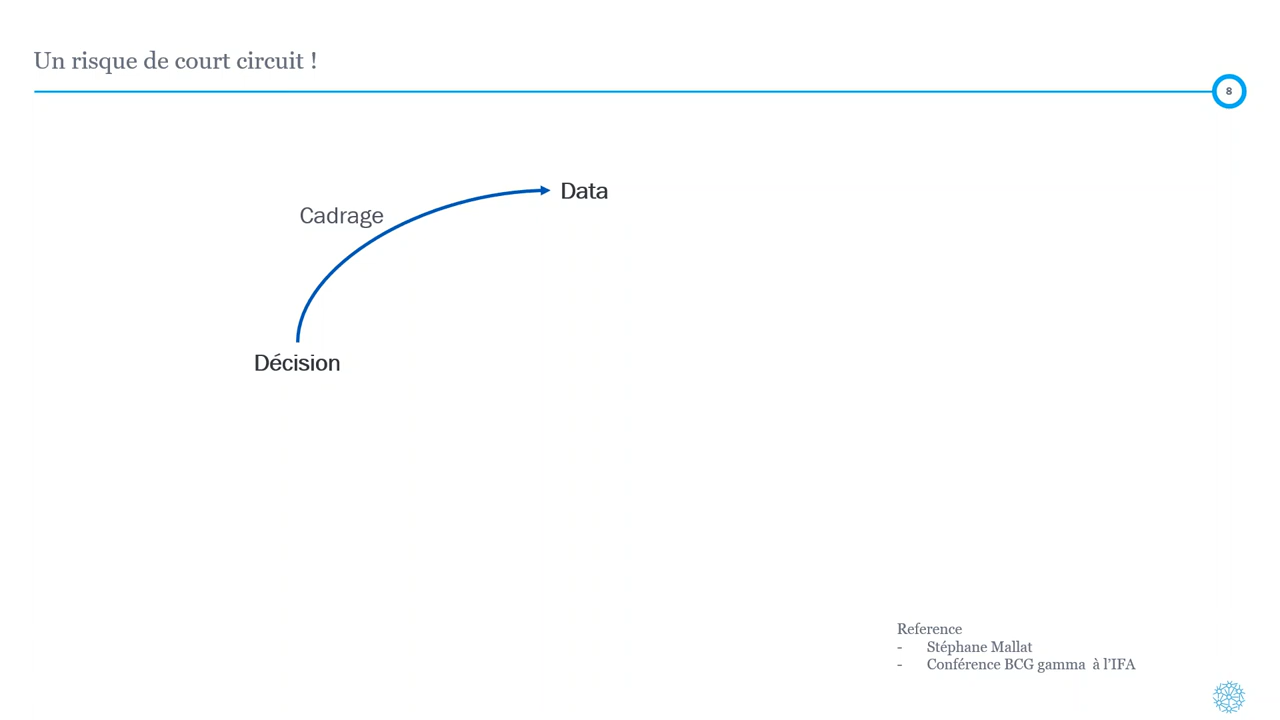 Un risque de court circuit !
8
Data
Cadrage
Décision
Reference
- Stéphane Mallat
- Conférence BCG gamma à l'IFA